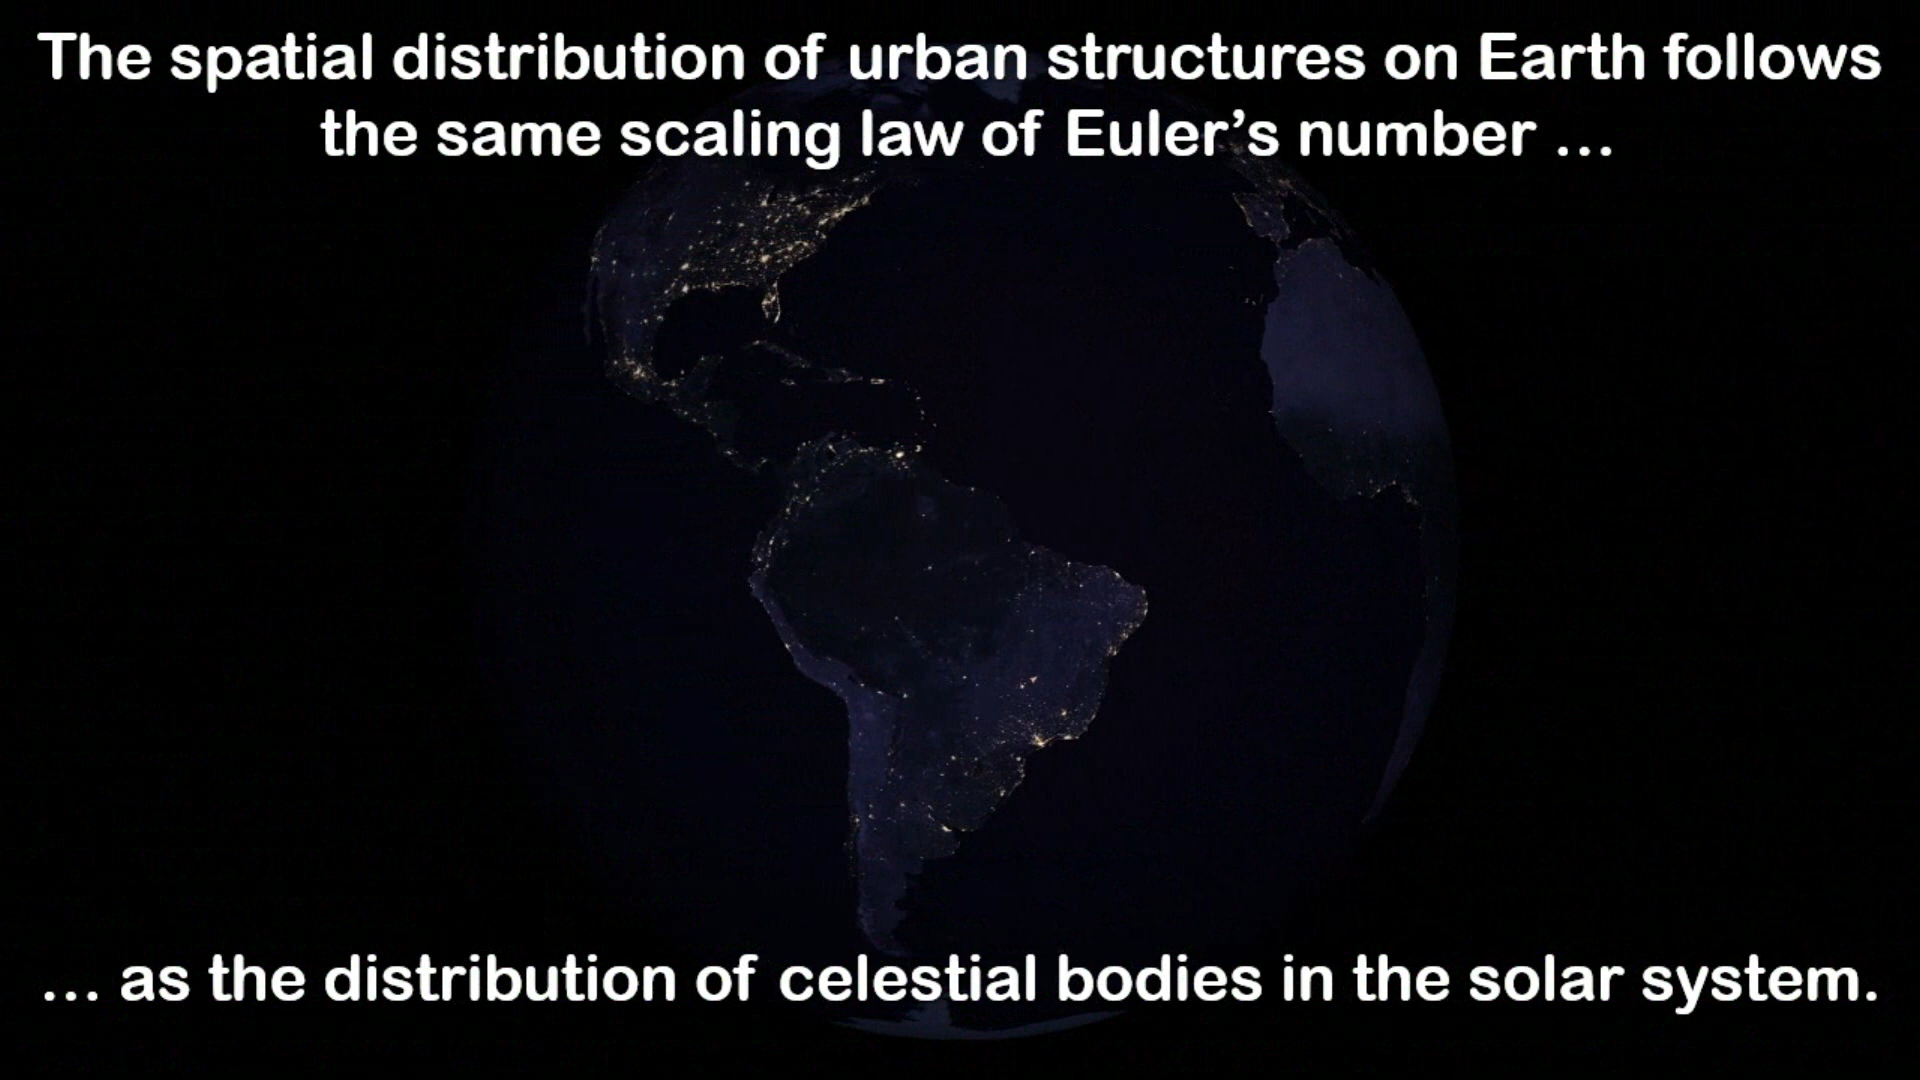 The spatial distribution of urban structures on Earth follows
the same scaling law of Euler’s number …
… as the distribution of celestial bodies in the solar system.